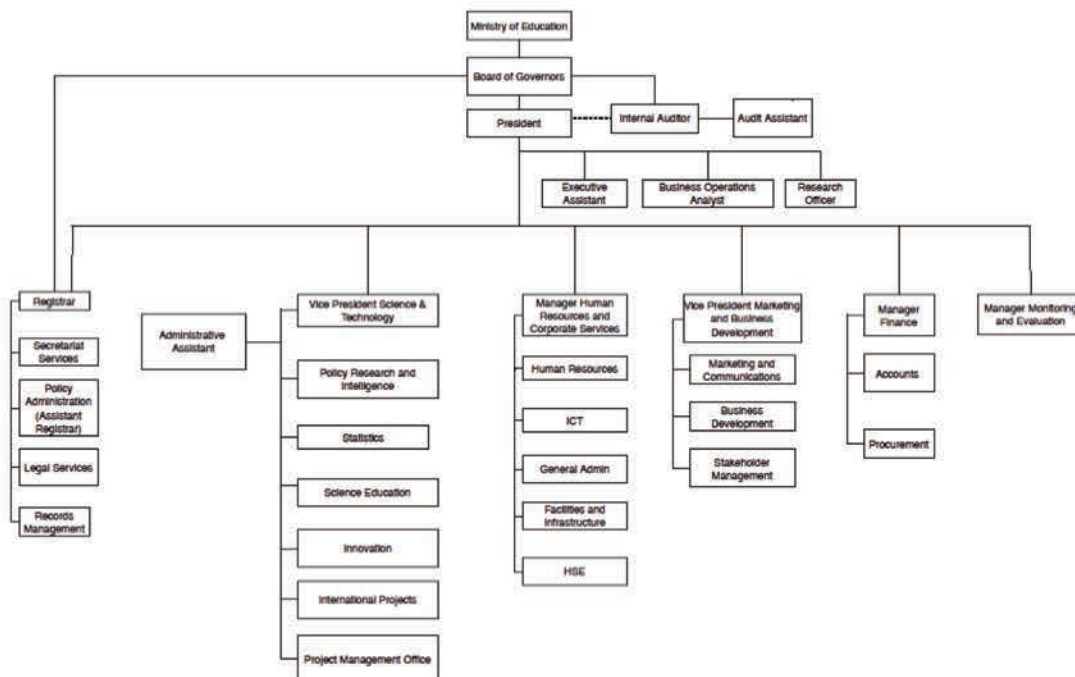 Ministry of Education
Board of Governors
President
Internal Auditor
Audit Assistant
Executive
Assistant
Business Operations
Analyst
Research
Officer
Registrar
Secretariat
Services
Policy
Administration
(Assistant
Registrar)
Legal Services
Records
Management
Administrative
Assistant
Vice President Science &
Technology
Policy Research and
Intelligence
Statistics
Science Education
Innovation
International Projects
Project Management Office
Manager Human
Resources and
Corporate Services
Human Resources
ICT
General Admin
Facilities and
Infrastructure
HSE
Vice President Marketing
and Business
Development
Marketing and
Communications
Business
Development
Stakeholder
Management
Manager
Finance
Accounts
Procurement
Manager Monitoring
and Evaluation